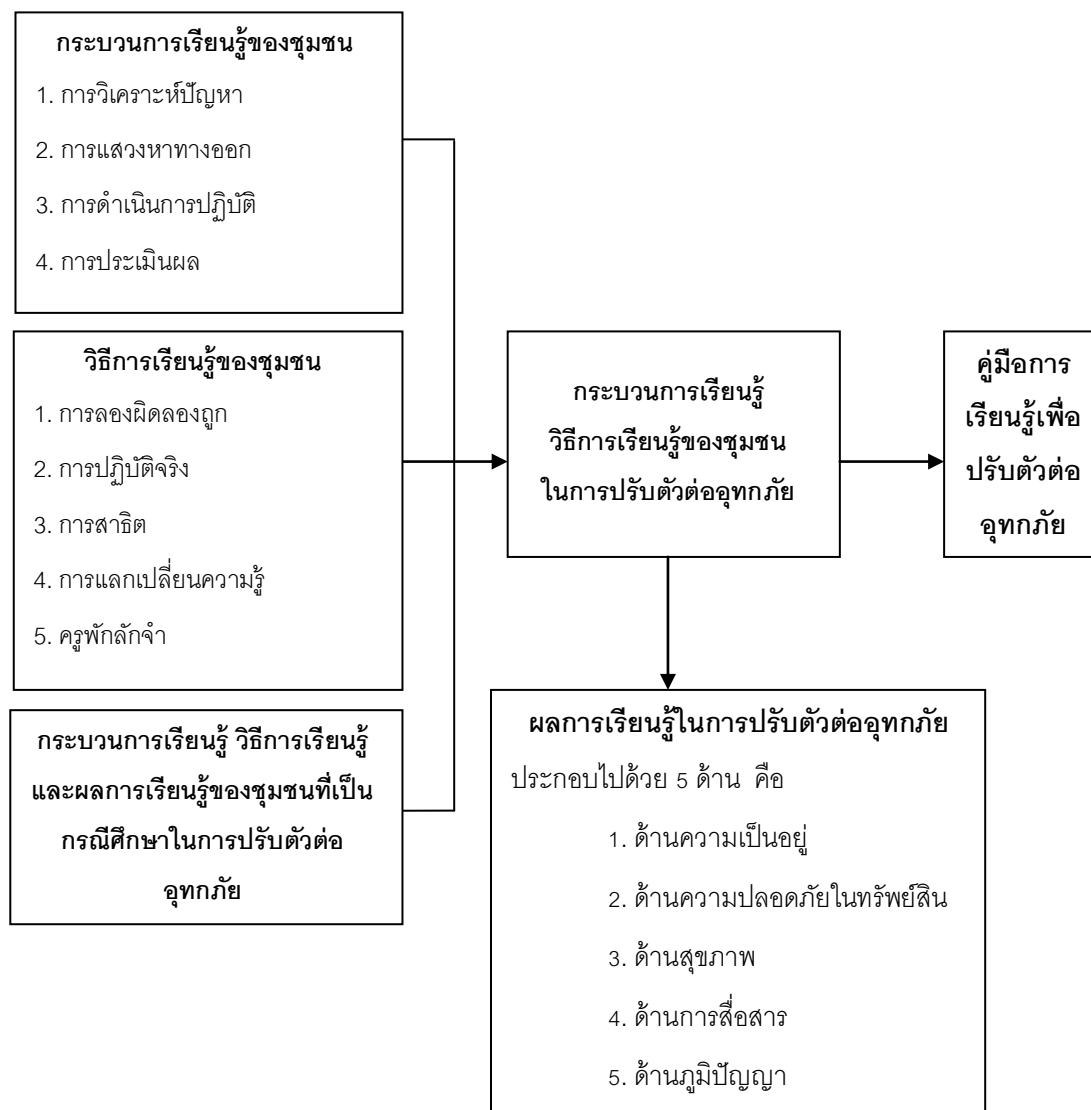 กระบวนการเรียนรู้ของชุมชน
1. การวิเคราะห์ปัญหา
2. การแสวงหาทางออก
3. การดำเนินการปฏิบัติ
4. การประเมินผล
วิธีการเรียนรู้ของชุมชน
1. การลองผิดลองถูก
2. การปฏิบัติจริง
3. การสาธิต
4. การแลกเปลี่ยนความรู้
5. ครูพักลักจำ
กระบวนการเรียนรู้ วิธีการเรียนรู้
และผลการเรียนรู้ของชุมชนที่เป็น
กรณีศึกษาในการปรับตัวต่อ
อุทกภัย
กระบวนการเรียนรู้
วิธีการเรียนรู้ของชุมชน
ในการปรับตัวต่ออุทกภัย
คู่มือการ
เรียนรู้เพื่อ
ปรับตัวต่อ
อุทกภัย
ผลการเรียนรู้ในการปรับตัวต่ออุทกภัย
ประกอบไปด้วย 5 ด้าน คือ
1. ด้านความเป็นอยู่
2. ด้านความปลอดภัยในทรัพย์สิน
3. ด้านสุขภาพ
4. ด้านการสื่อสาร
5. ด้านภูมิปัญญา